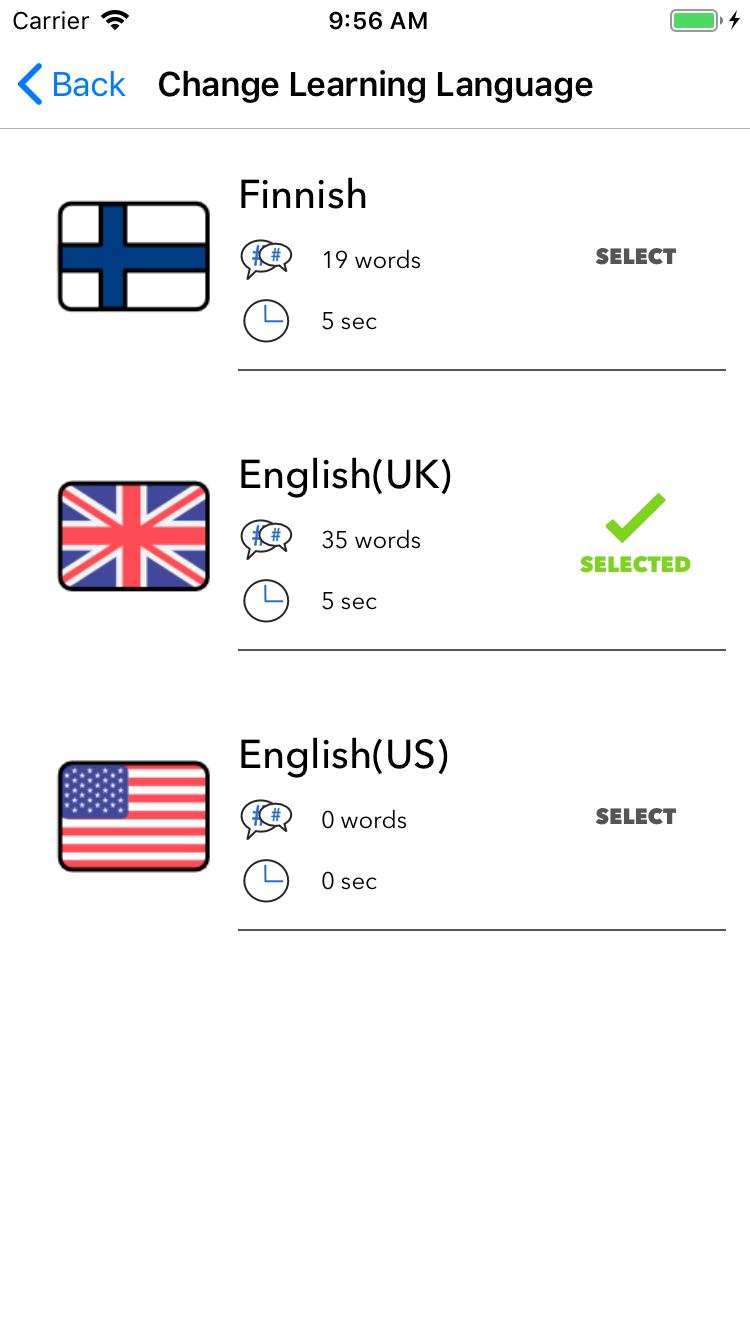 Carrier 9:56 AM
Back Change Learning Language
Finnish
19 words
SELECT
5 sec
English(UK)
35 words
SELECTED
5 sec
English(US)
0 words
SELECT
0 sec